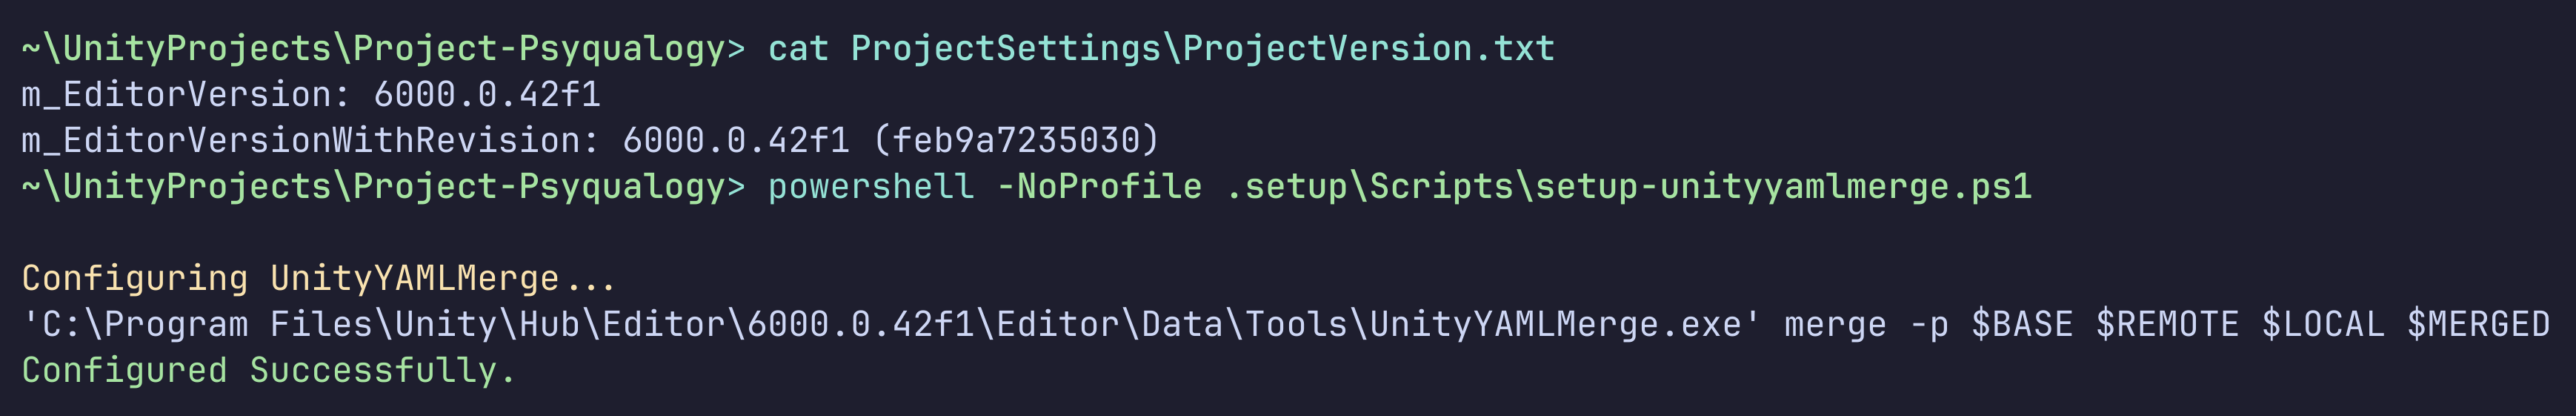 ~\UnityProjects\Project-Psyqualogy> cat ProjectSettings\ProjectVersion.txt
m_EditorVersion: 6000.0.42f1
m_EditorVersionWithRevision: 6000.0.42f1 (feb9a7235030)
~\UnityProjects\Project-Psyqualogy> powershell -NoProfile .setup\Scripts\setup-unityyamlmerge.ps1
Configuring UnityYAMLMerge...
'C:\Program Files\Unity\Hub\Editor\6000.0.42f1\Editor\Data\Tools\UnityYAMLMerge.exe' merge -p $BASE $REMOTE $LOCAL $MERGED
Configured Successfully.